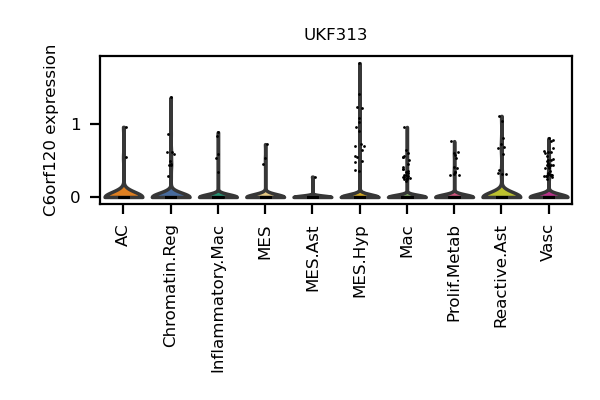 UKF313
C6orf120 expression
1
0
AC
Chromatin.Reg
Inflammatory.Mac
MES
MES.Ast
MES.Hyp
Mac
Prolif.Metab
Reactive.Ast
Vasc